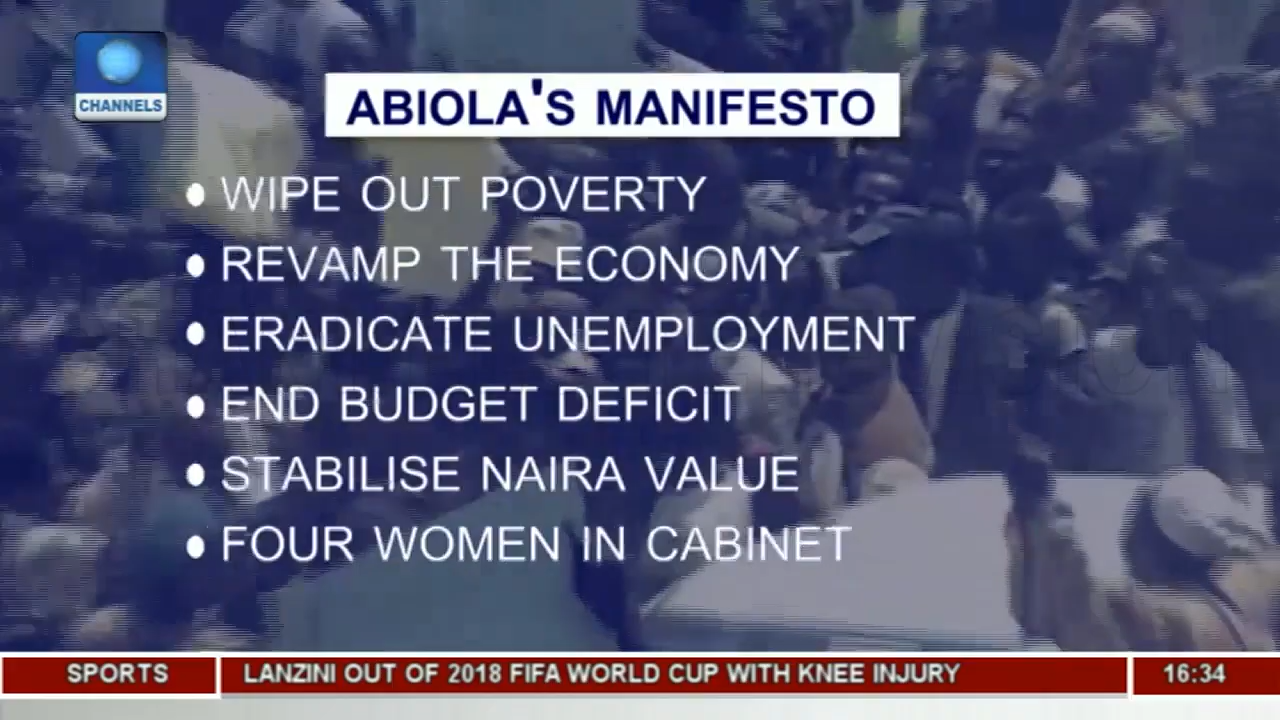 CHANNELS
ABIOLA'S MANIFESTO
● WIPE OUT POVERTY
● REVAMP THE ECONOMY
● ERADICATE UNEMPLOYMENT
● END BUDGET DEFICIT
● STABILISE NAIRA VALUE
● FOUR WOMEN IN CABINET
SPORTS LANZINI OUT OF 2018 FIFA WORLD CUP WITH KNEE INJURY 16:34